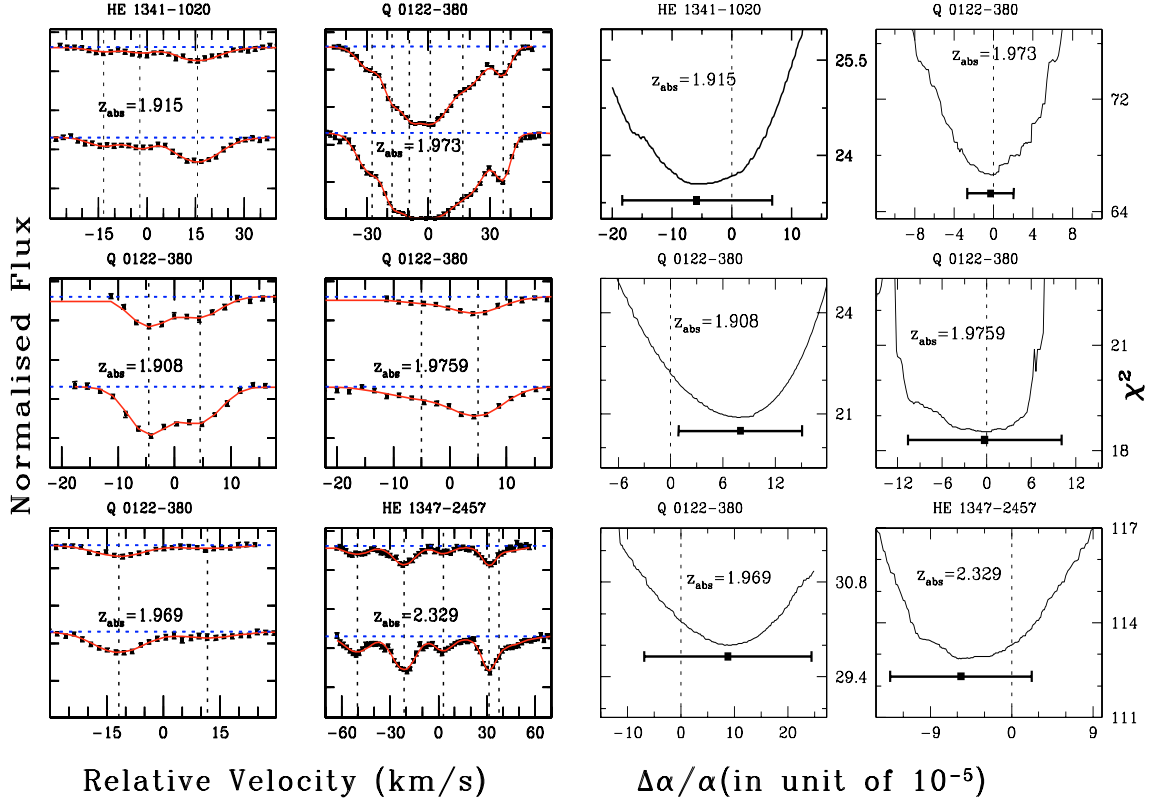 HE 1341-1020
Q 0122-380
HE 1341-1020
Q 0122-380
zabs=1.915
zabs=1.973
zabs=1.915
zabs=1.973
25.5
24
72
64
-15 0 15 30
-30 0 30
-20 -10 0 10
-8 -4 0 4 8
Q 0122-380
Q 0122-380
Q 0122-380
Q 0122-380
zabs=1.908
zabs=1.9759
zabs=1.908
zabs=1.9759
24
21
21
18
-20 -10 0 10
-20 -10 0 10
-6 0 6 12
-12 -6 0 6 12
Q 0122-380
HE 1347-2457
Q 0122-380
HE 1347-2457
zabs=1.969
zabs=2.329
zabs=1.969
zabs=2.329
30.8
29.4
117
114
111
-15 0 15
-60 -30 0 30 60
-10 0 10 20
-9 0 9
Normalised Flux
χ2
Relative Velocity (km/s)
Δα/α(in unit of 10-5)